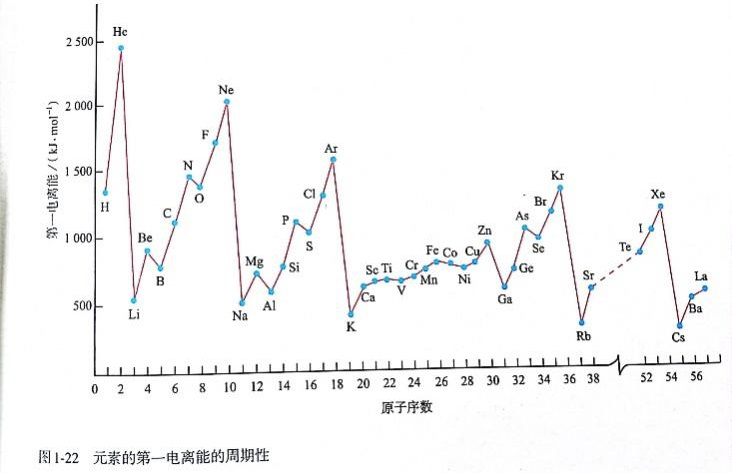 2 500
2 000
1 500
1 000
500
第一电离能/(kJ·mol⁻¹)
H
He
Li
Be
B
C
N
O
F
Ne
Na
Mg
Al
Si
P
S
Cl
Ar
K
Ca
Sc
Ti
V
Cr
Mn
Fe
Co
Ni
Cu
Zn
Ga
Ge
As
Se
Br
Kr
Rb
Sr
Te
I
Xe
Cs
Ba
La
0 2 4 6 8 10 12 14 16 18 20 22 24 26 28 30 32 34 36 38 52 54 56
原子序数
图1-22 元素的第一电离能的周期性